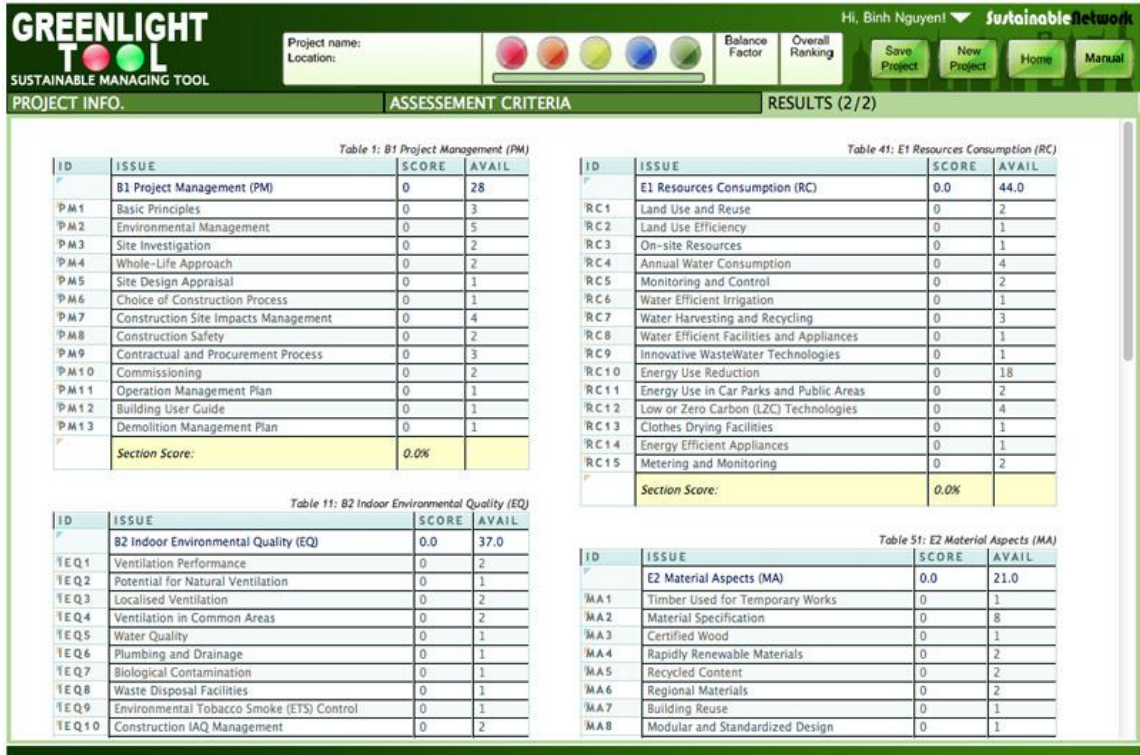 GREENLIGHT
TOOL
SUSTAINABLE MANAGING TOOL
Project name:
Location:
Balance Factor
Overall Ranking
Hi, Binh Nguyen!
SustainableNetwork
Save Project
New Project
Home
Manual
PROJECT INFO.
ASSESSEMENT CRITERIA
RESULTS (2/2)
Table 1: B1 Project Management (PM)
ID ISSUE SCORE AVAIL
B1 Project Management (PM) 0 28
PM1 Basic Principles 0 3
PM2 Environmental Management 0 5
PM3 Site Investigation 0 2
PM4 Whole-Life Approach 0 2
PM5 Site Design Appraisal 0 1
PM6 Choice of Construction Process 0 1
PM7 Construction Site Impacts Management 0 4
PM8 Construction Safety 0 2
PM9 Contractual and Procurement Process 0 3
PM10 Commissioning 0 2
PM11 Operation Management Plan 0 1
PM12 Building User Guide 0 1
PM13 Demolition Management Plan 0 1
Section Score: 0.0%
Table 11: B2 Indoor Environmental Quality (EQ)
ID ISSUE SCORE AVAIL
B2 Indoor Environmental Quality (EQ) 0.0 37.0
IEQ1 Ventilation Performance 0 2
IEQ2 Potential for Natural Ventilation 0 1
IEQ3 Localised Ventilation 0 2
IEQ4 Ventilation in Common Areas 0 2
IEQ5 Water Quality 0 1
IEQ6 Plumbing and Drainage 0 1
IEQ7 Biological Contamination 0 1
IEQ8 Waste Disposal Facilities 0 1
IEQ9 Environmental Tobacco Smoke (ETS) Control 0 1
IEQ10 Construction IAQ Management 0 2
Table 41: E1 Resources Consumption (RC)
ID ISSUE SCORE AVAIL
E1 Resources Consumption (RC) 0.0 44.0
RC1 Land Use and Reuse 0 2
RC2 Land Use Efficiency 0 1
RC3 On-site Resources 0 1
RC4 Annual Water Consumption 0 4
RC5 Monitoring and Control 0 2
RC6 Water Efficient Irrigation 0 1
RC7 Water Harvesting and Recycling 0 3
RC8 Water Efficient Facilities and Appliances 0 1
RC9 Innovative WasteWater Technologies 0 1
RC10 Energy Use Reduction 0 18
RC11 Energy Use in Car Parks and Public Areas 0 2
RC12 Low or Zero Carbon (LZC) Technologies 0 4
RC13 Clothes Drying Facilities 0 1
RC14 Energy Efficient Appliances 0 1
RC15 Metering and Monitoring 0 2
Section Score: 0.0%
Table 51: E2 Material Aspects (MA)
ID ISSUE SCORE AVAIL
E2 Material Aspects (MA) 0.0 21.0
MA1 Timber Used for Temporary Works 0 1
MA2 Material Specification 0 8
MA3 Certified Wood 0 1
MA4 Rapidly Renewable Materials 0 2
MA5 Recycled Content 0 2
MA6 Regional Materials 0 2
MA7 Building Reuse 0 1
MA8 Modular and Standardized Design 0 1